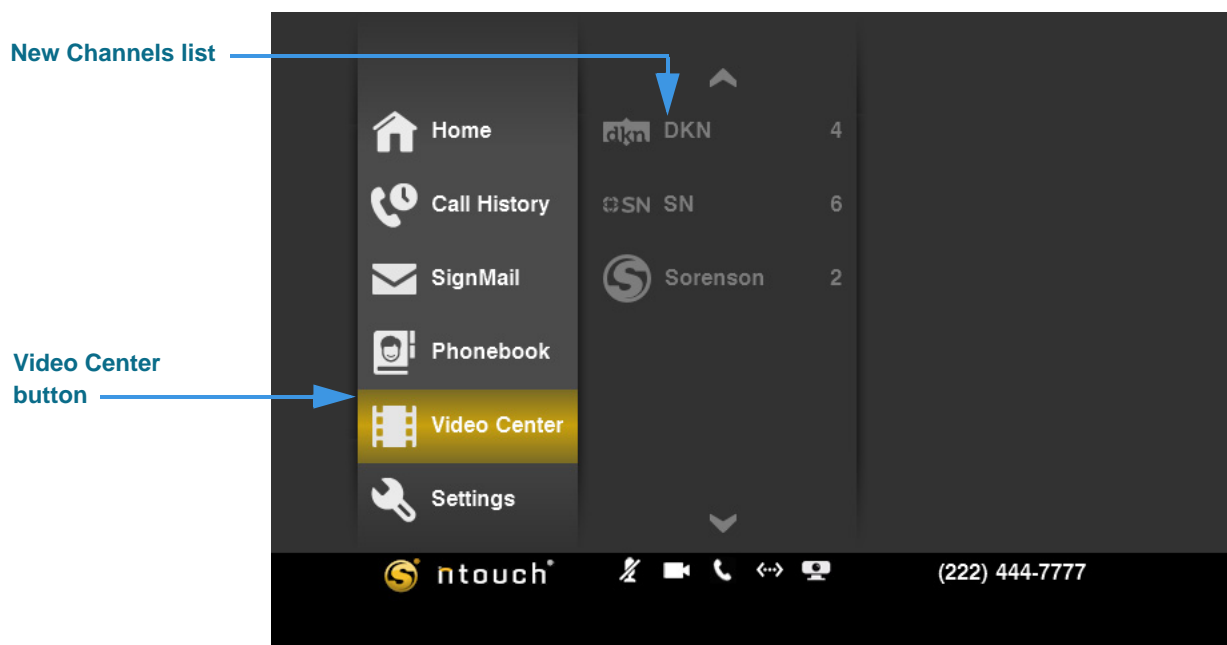 New Channels list
Home
dkn DKN 4
Call History
SN SN 6
SignMail
S Sorenson 2
Phonebook
Video Center
button
Video Center
Settings
S ntouch® (222) 444-7777